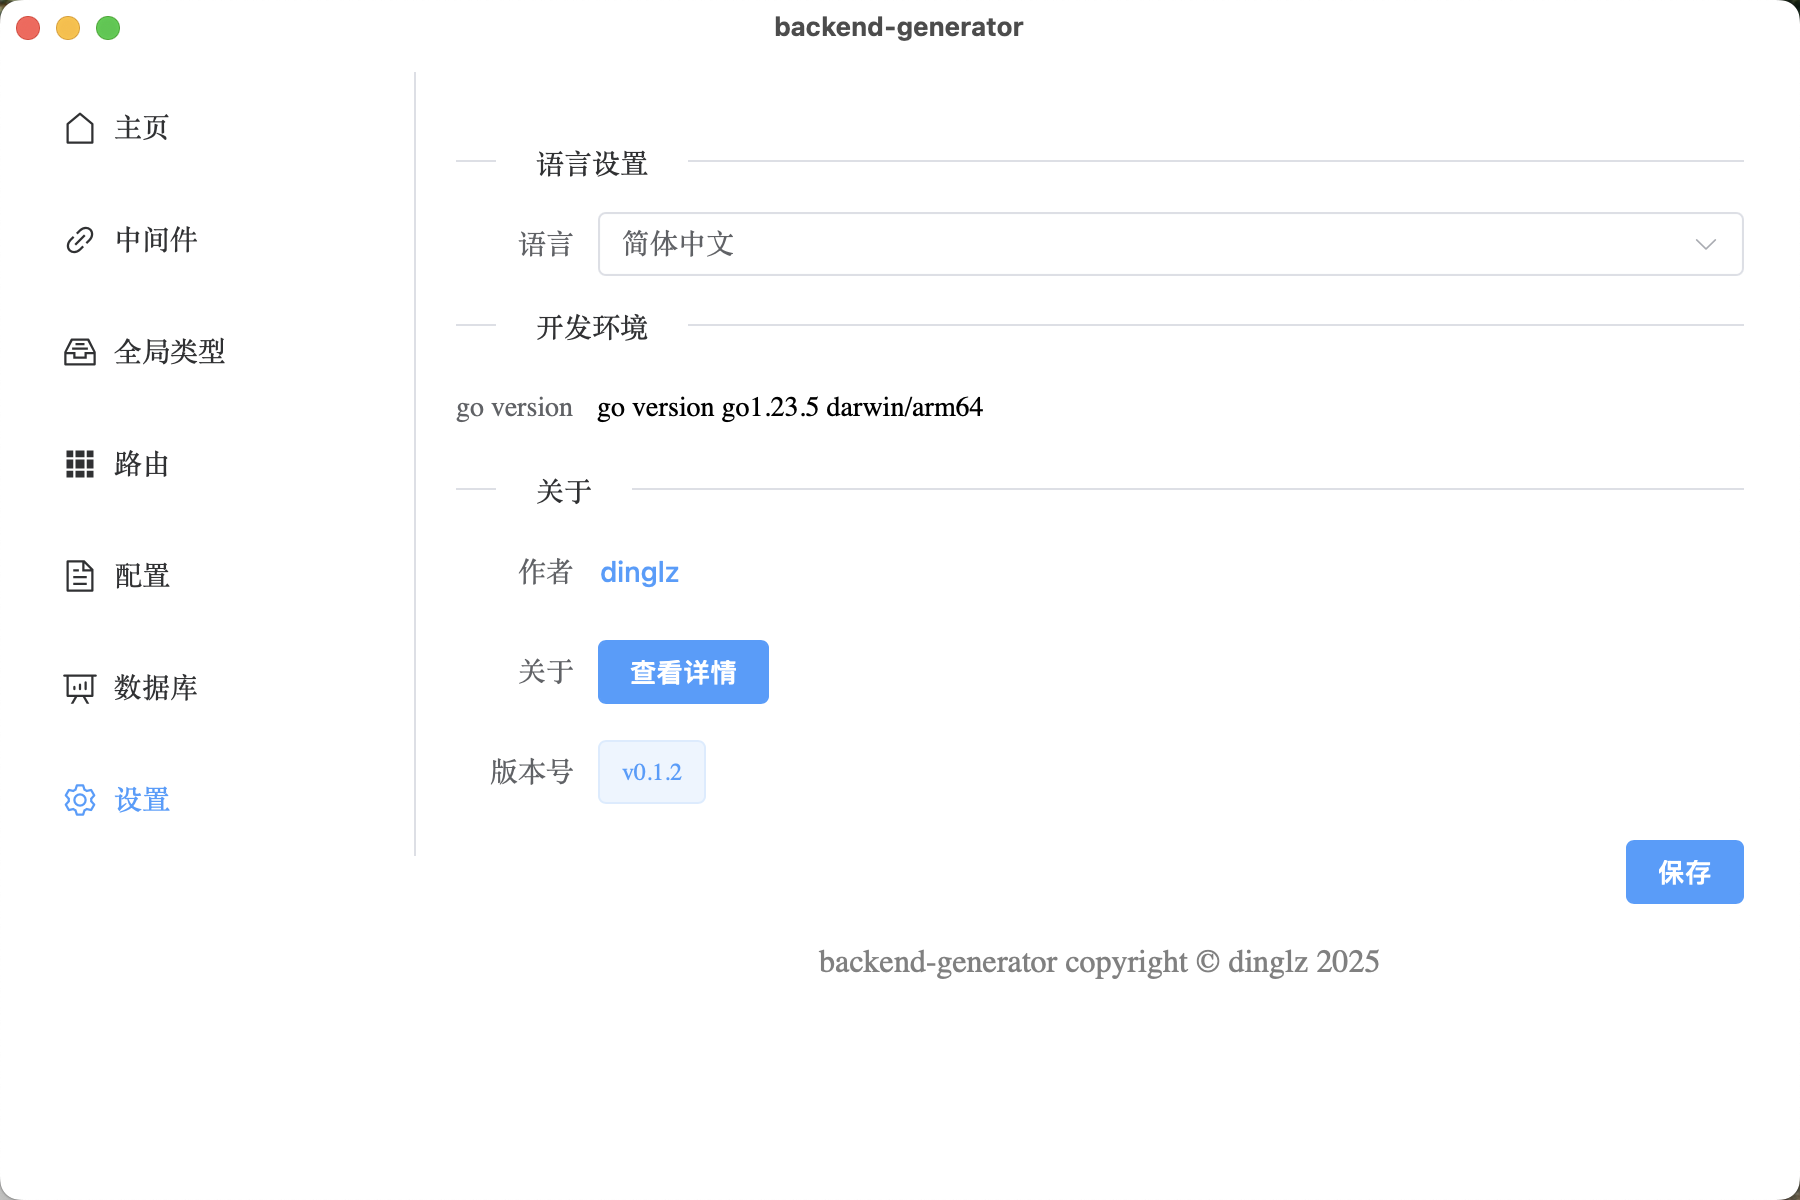 backend-generator
主页
中间件
全局类型
路由
配置
数据库
设置
语言设置
语言 简体中文
开发环境
go version go version go1.23.5 darwin/arm64
关于
作者 dinglz
关于 查看详情
版本号 v0.1.2
保存
backend-generator copyright © dinglz 2025